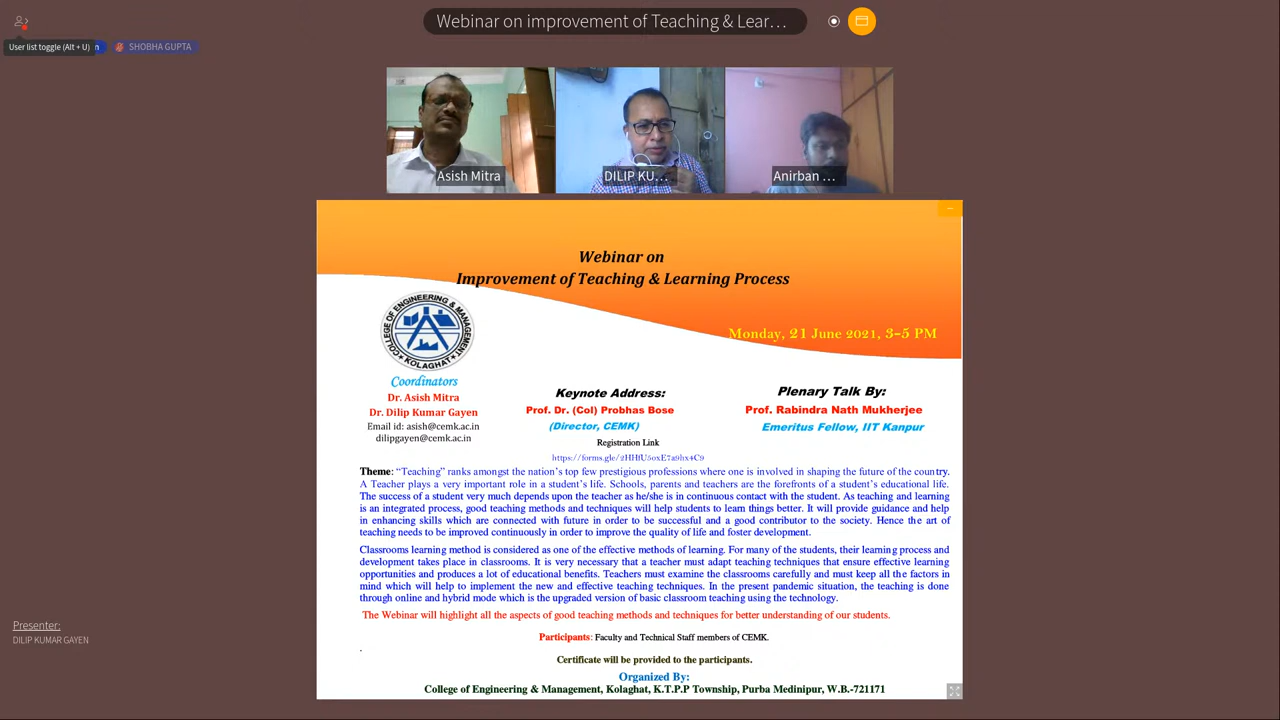 Webinar on improvement of Teaching & Lear...
User list toggle (Alt + U)
n
SHOBHA GUPTA
Asish Mitra
DILIP KU...
Anirban ...
Webinar on
Improvement of Teaching & Learning Process
COLLEGE OF ENGINEERING & MANAGEMENT
KOLAGHAT
Monday, 21 June 2021, 3-5 PM
Coordinators
Dr. Asish Mitra
Dr. Dilip Kumar Gayen
Email id: asish@cemk.ac.in
dilipgayen@cemk.ac.in
Keynote Address:
Prof. Dr. (Col) Probhas Bose
(Director, CEMK)
Registration Link
https://forms.gle/2HHfU5oxE7a9hx4C9
Plenary Talk By:
Prof. Rabindra Nath Mukherjee
Emeritus Fellow, IIT Kanpur
Theme: “Teaching” ranks amongst the nation’s top few prestigious professions where one is involved in shaping the future of the country.
A Teacher plays a very important role in a student’s life. Schools, parents and teachers are the forefronts of a student’s educational life.
The success of a student very much depends upon the teacher as he/she is in continuous contact with the student. As teaching and learning
is an integrated process, good teaching methods and techniques will help students to learn things better. It will provide guidance and help
in enhancing skills which are connected with future in order to be successful and a good contributor to the society. Hence the art of
teaching needs to be improved continuously in order to improve the quality of life and foster development.
Classrooms learning method is considered as one of the effective methods of learning. For many of the students, their learning process and
development takes place in classrooms. It is very necessary that a teacher must adapt teaching techniques that ensure effective learning
opportunities and produces a lot of educational benefits. Teachers must examine the classrooms carefully and must keep all the factors in
mind which will help to implement the new and effective teaching techniques. In the present pandemic situation, the teaching is done
through online and hybrid mode which is the upgraded version of basic classroom teaching using the technology.
The Webinar will highlight all the aspects of good teaching methods and techniques for better understanding of our students.
Participants: Faculty and Technical Staff members of CEMK.
Certificate will be provided to the participants.
Organized By:
College of Engineering & Management, Kolaghat, K.T.P.P Township, Purba Medinipur, W.B.-721171
Presenter:
DILIP KUMAR GAYEN